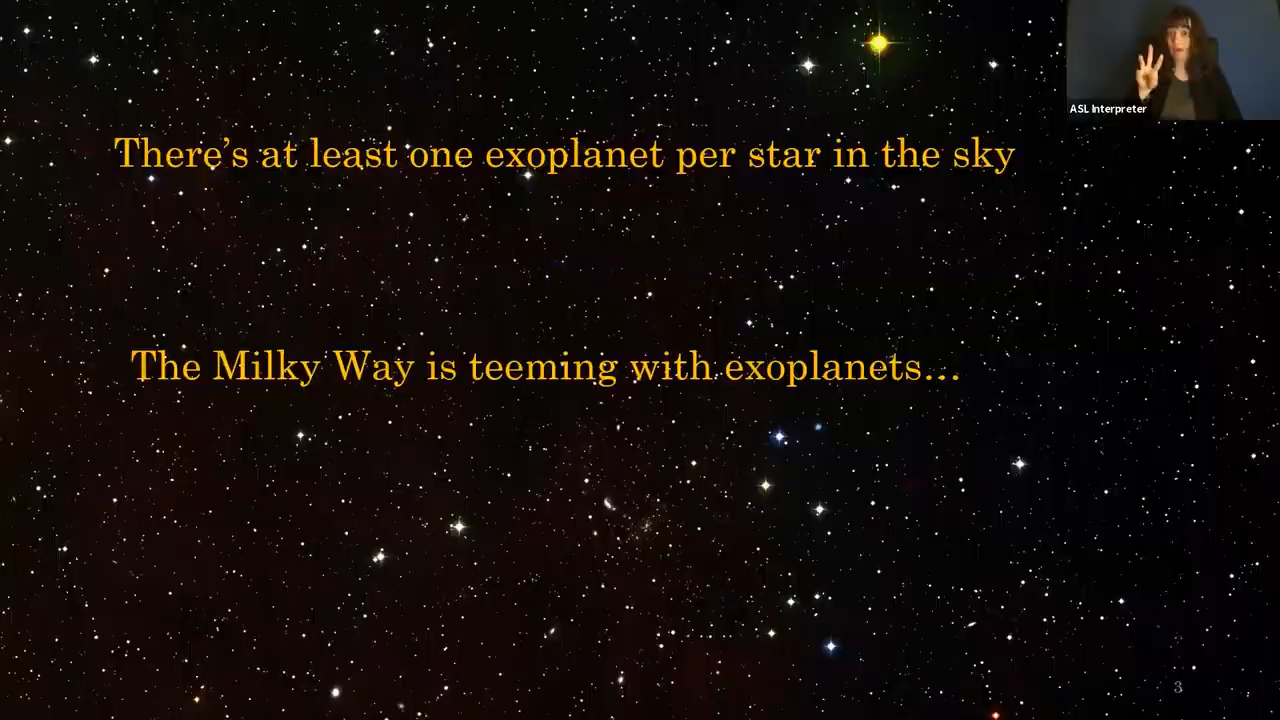 ASL Interpreter
There’s at least one exoplanet per star in the sky
The Milky Way is teeming with exoplanets…
3